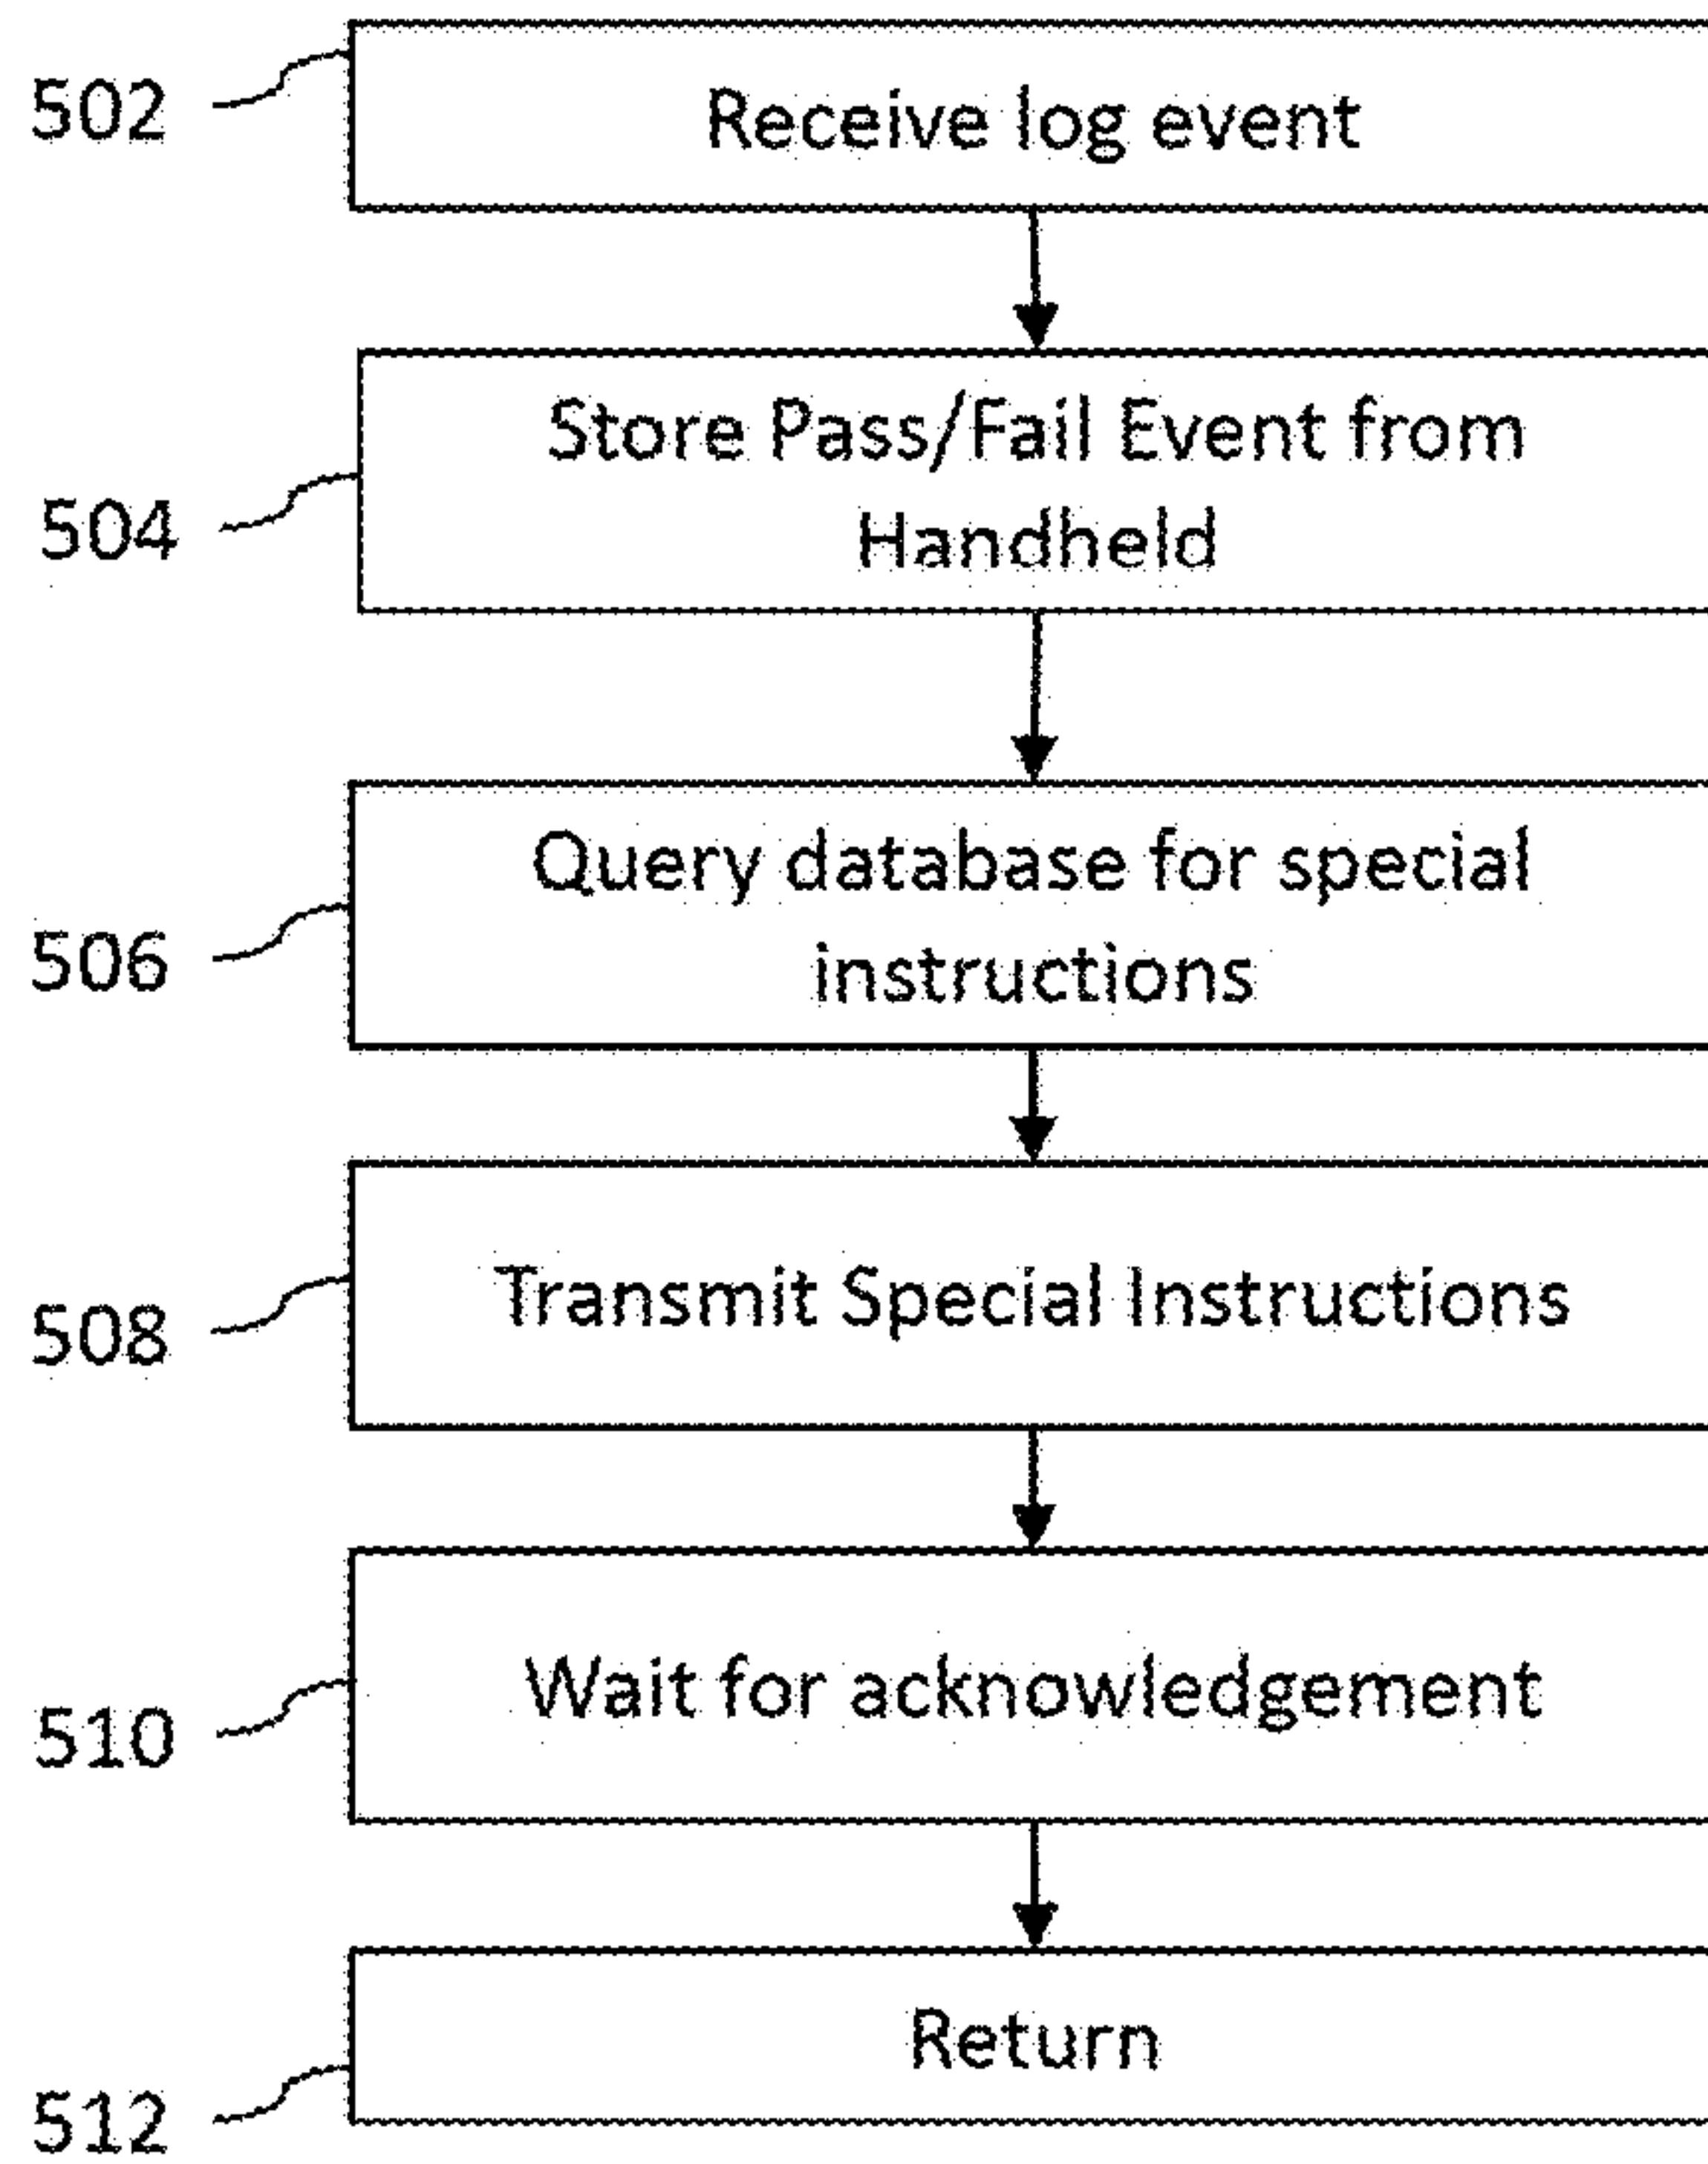 502
Receive log event
Store Pass/Fail Event from
Handheld
504
Query database for special
instructions
506
Transmit Special Instructions
508
Wait for acknowledgement
510
Return
512